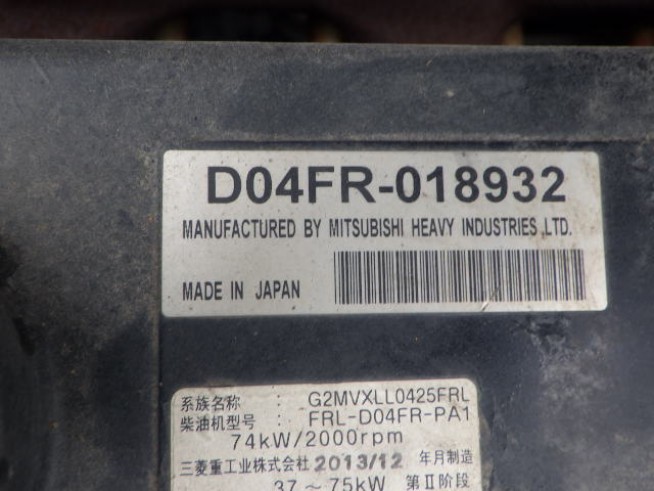 D04FR-018932
MANUFACTURED BY MITSUBISHI HEAVY INDUSTRIES,LTD.
MADE IN JAPAN
系族名称 : G2MVXLL0425FRL
柴油机型号 : FRL-D04FR-PA1
74kW/2000rpm
三菱重工业株式会社 2013/12 年月制造
37～75kW 第Ⅱ阶段